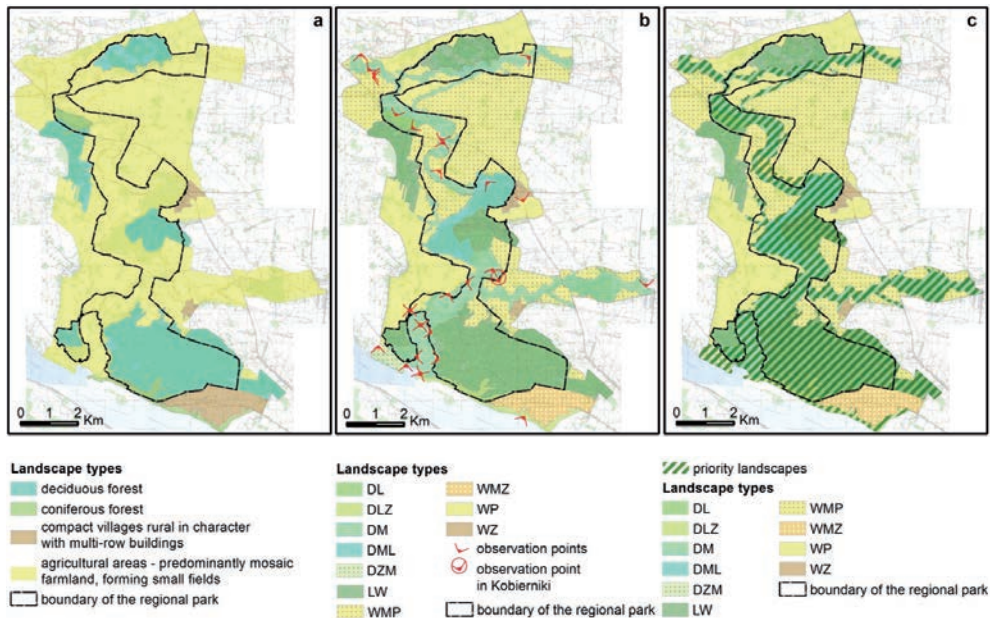 a
b
c
0 1 2 Km
0 1 2 Km
0 1 2 Km
Landscape types
deciduous forest
coniferous forest
compact villages rural in character
with multi-row buildings
agricultural areas - predominantly mosaic
farmland, forming small fields
boundary of the regional park
Landscape types
DL
DLZ
DM
DML
DZM
LW
WMP
WMZ
WP
WZ
observation points
observation point
in Kobierniki
boundary of the regional park
priority landscapes
Landscape types
DL
DLZ
DM
DML
DZM
LW
WMP
WMZ
WP
WZ
boundary of the regional park